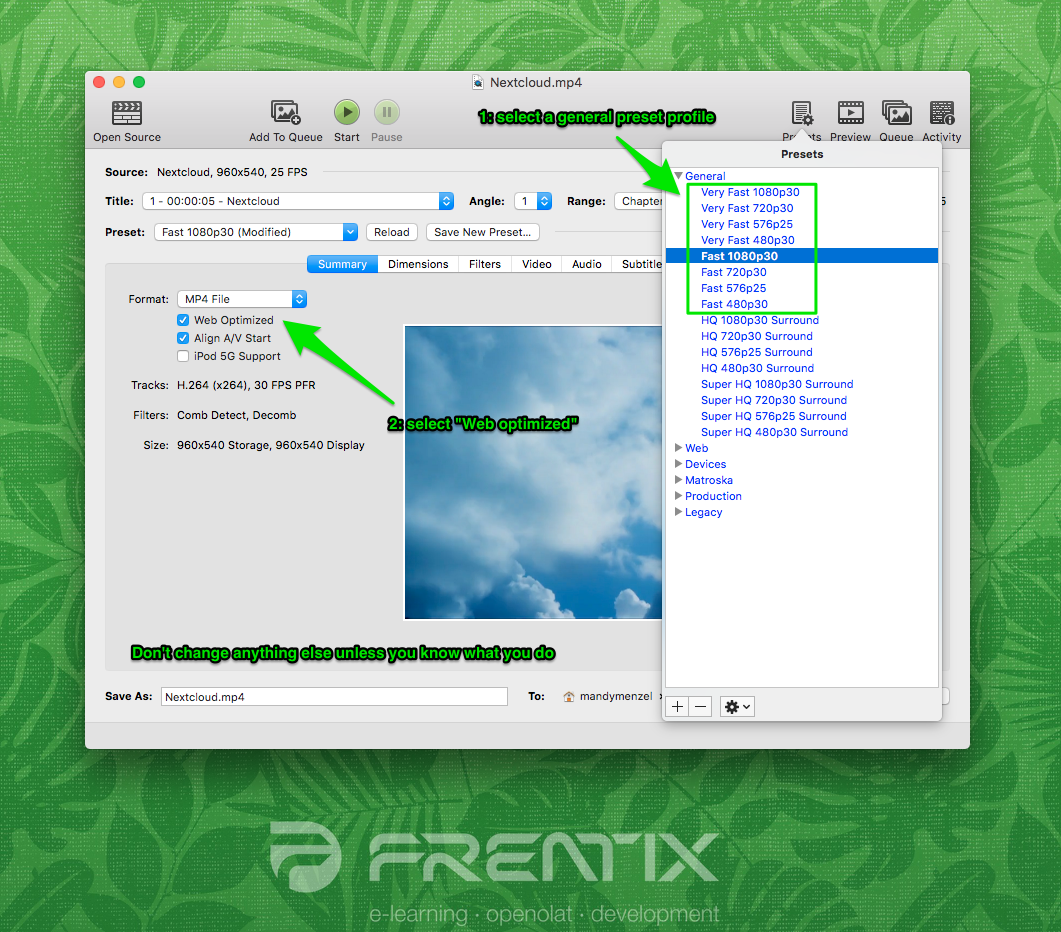 Nextcloud.mp4
Open Source
Add To Queue
Start
Pause
1: select a general preset profile
Presets
Preview
Queue
Activity
Source: Nextcloud, 960x540, 25 FPS
Title: 1 - 00:00:05 - Nextcloud
Angle: 1
Range: Chapter
5
Preset: Fast 1080p30 (Modified)
Reload
Save New Preset...
Summary
Dimensions
Filters
Video
Audio
Subtitle
Format: MP4 File
Web Optimized
Align A/V Start
iPod 5G Support
Tracks: H.264 (x264), 30 FPS PFR
Filters: Comb Detect, Decomb
Size: 960x540 Storage, 960x540 Display
2: select "Web optimized"
Don't change anything else unless you know what you do
Save As: Nextcloud.mp4
To: mandymenzel
Presets
General
Very Fast 1080p30
Very Fast 720p30
Very Fast 576p25
Very Fast 480p30
Fast 1080p30
Fast 720p30
Fast 576p25
Fast 480p30
HQ 1080p30 Surround
HQ 720p30 Surround
HQ 576p25 Surround
HQ 480p30 Surround
Super HQ 1080p30 Surround
Super HQ 720p30 Surround
Super HQ 576p25 Surround
Super HQ 480p30 Surround
Web
Devices
Matroska
Production
Legacy
FRENTIX
e-learning · openolat · development